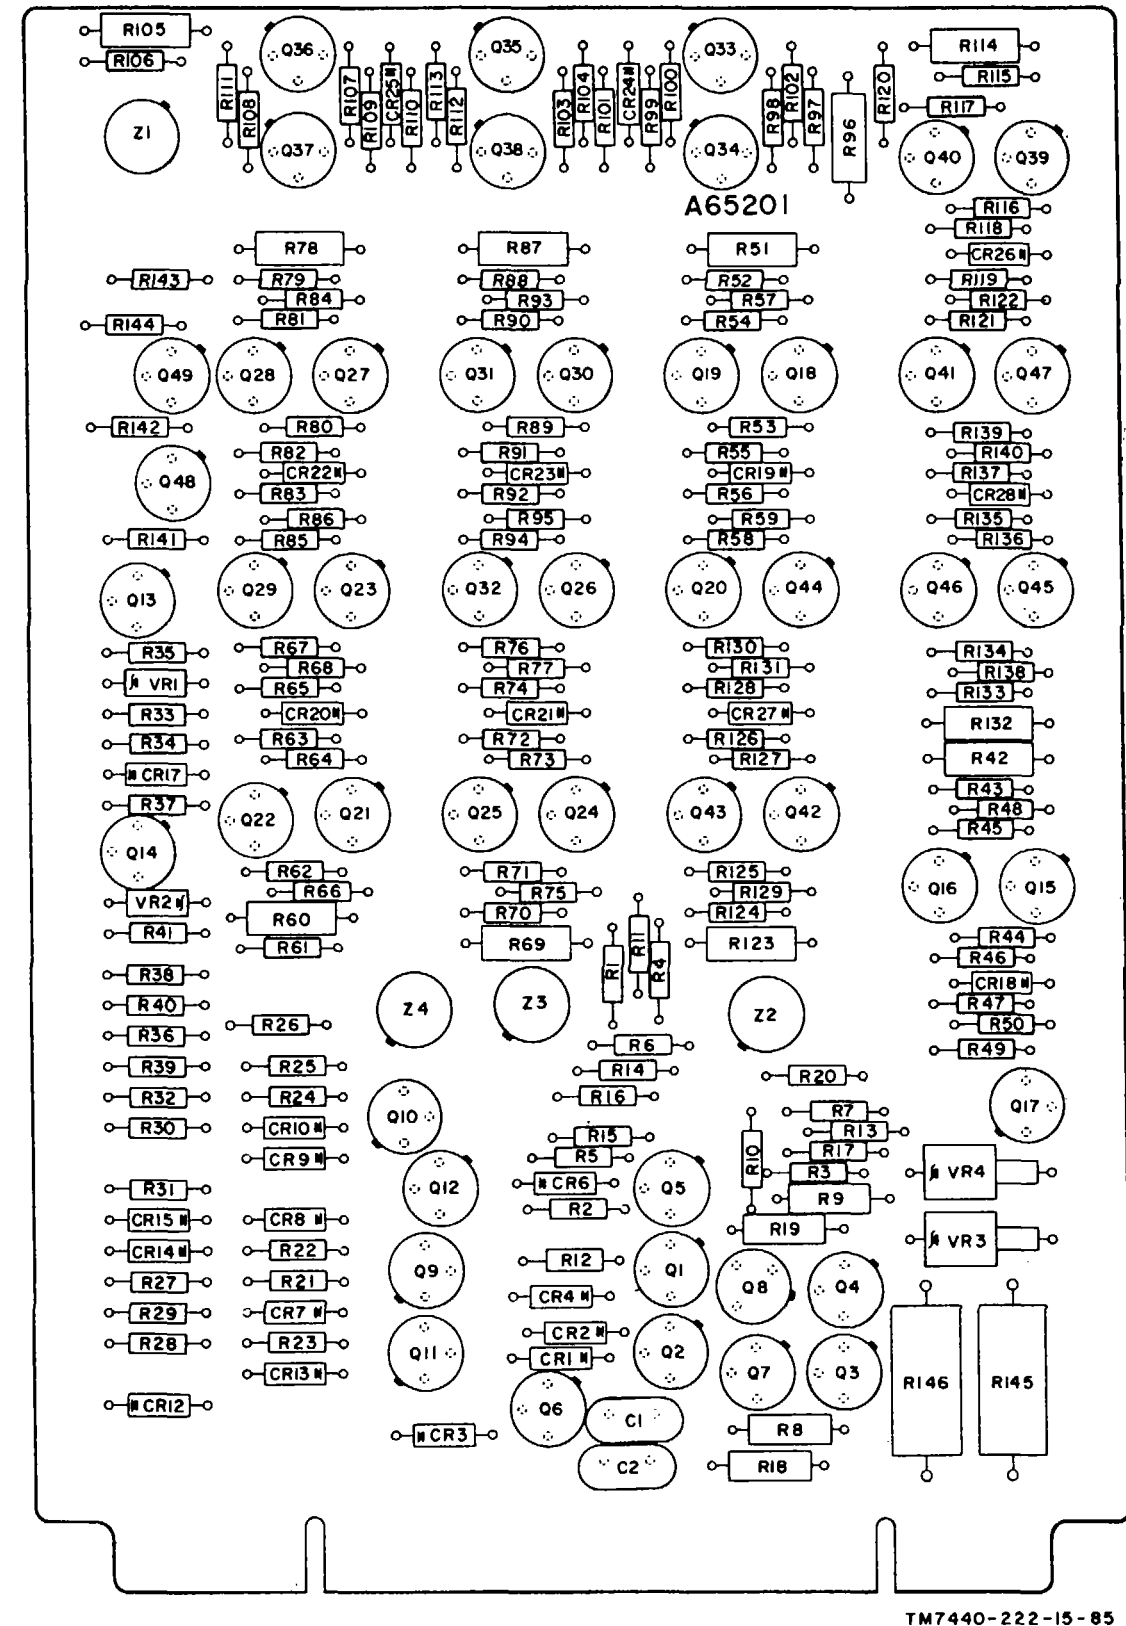 R105 Q36 Q35 Q33 R114
R106 R115
R111 R108 R107 R109 CR25 R110 R113 R112 R103 R104 R101 CR24 R99 R100 R98 R102 R97 R96 R120
R117
Z1
Q37 Q38 Q34 Q40 Q39
A65201
R116
R118
R78 R87 R51 CR26
R143 R79 R88 R52 R119
R84 R93 R57 R122
R144 R81 R90 R54 R121
Q49 Q28 Q27 Q31 Q30 Q19 Q18 Q41 Q47
R142 R80 R89 R53 R139
R82 R91 R55 R140
CR22 CR23 CR19 R137
Q48
R83 R92 R56 CR28
R86 R95 R59 R135
R141 R85 R94 R58 R136
Q13 Q29 Q23 Q32 Q26 Q20 Q44 Q46 Q45
R35 R67 R76 R130 R134
R68 R77 R131 R138
VR1 R65 R74 R128 R133
R33 CR20 CR21 CR27 R132
R34 R63 R72 R126
R64 R73 R127 R42
CR17
R37 R43
R48
Q22 Q21 Q25 Q24 Q43 Q42 R45
Q14
R62 R71 R125
R66 R75 R129 Q16 Q15
VR2 R60 R70 R124
R41 R61 R69 R123 R44
R1 R11 R4
R46
R38 CR18
R40 Z4 Z3 Z2 R47
R26 R50
R36 R6 R49
R39 R25 R14 R20
R32 R24 R16
Q10 R7 Q17
R30 CR10 R15 R13
CR9 R5 R10 R17
R3 VR4
R31 Q12 CR6 Q5
R9
CR15 CR8 R2 R19
CR14 R22 R12 VR3
R27 R21 Q9 Q1 Q8 Q4
CR4
R29 CR7
R28 R23 CR2
Q11 CR1 Q2
CR13 Q7 Q3
R146 R145
CR12 Q6
C1
CR3 R8
C2 R18
TM7440-222-15-85